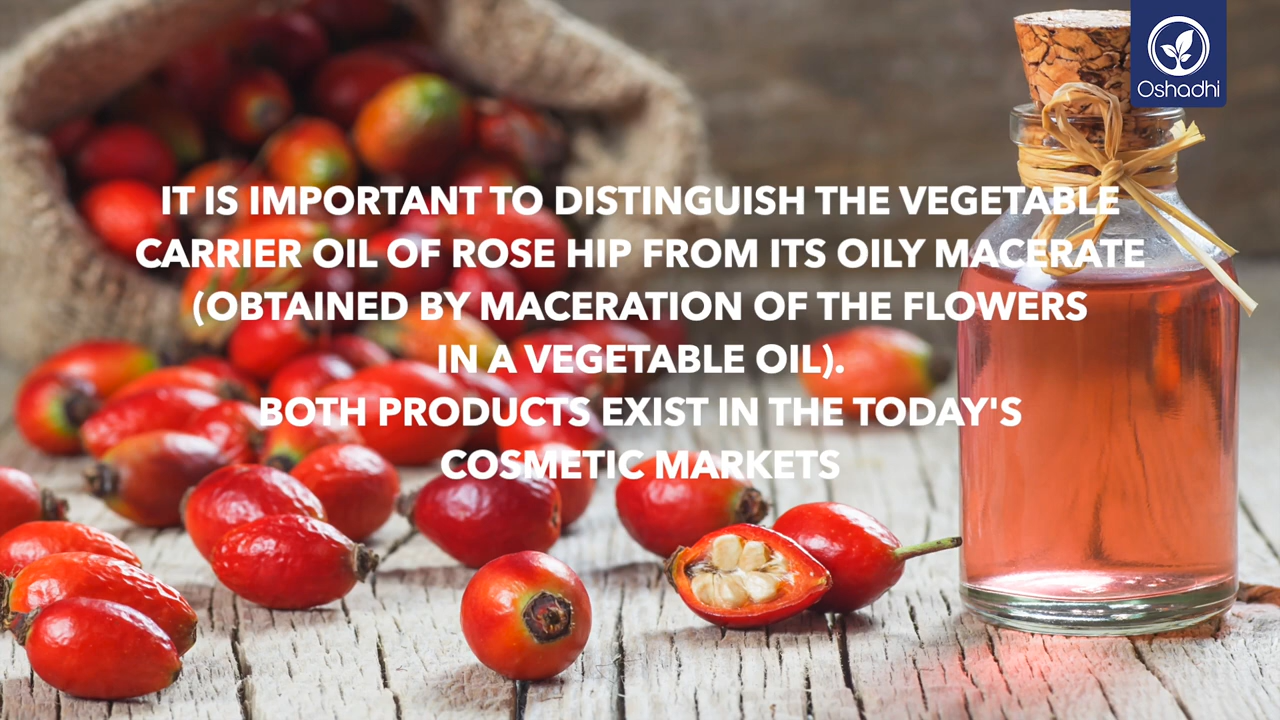 Oshadhi
IT IS IMPORTANT TO DISTINGUISH THE VEGETABLE
CARRIER OIL OF ROSE HIP FROM ITS OILY MACERATE
(OBTAINED BY MACERATION OF THE FLOWERS
IN A VEGETABLE OIL).
BOTH PRODUCTS EXIST IN THE TODAY'S
COSMETIC MARKETS